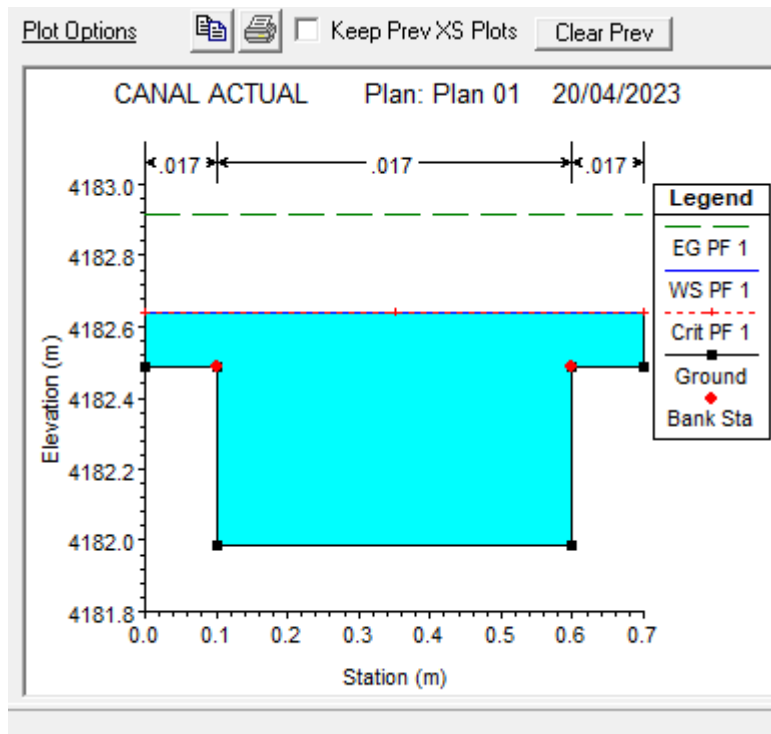 Plot Options Keep Prev XS Plots Clear Prev
CANAL ACTUAL Plan: Plan 01 20/04/2023
.017 .017 .017
4183.0
4182.8
4182.6
4182.4
4182.2
4182.0
4181.8
Elevation (m)
0.0 0.1 0.2 0.3 0.4 0.5 0.6 0.7
Station (m)
Legend
EG PF 1
WS PF 1
Crit PF 1
Ground
Bank Sta